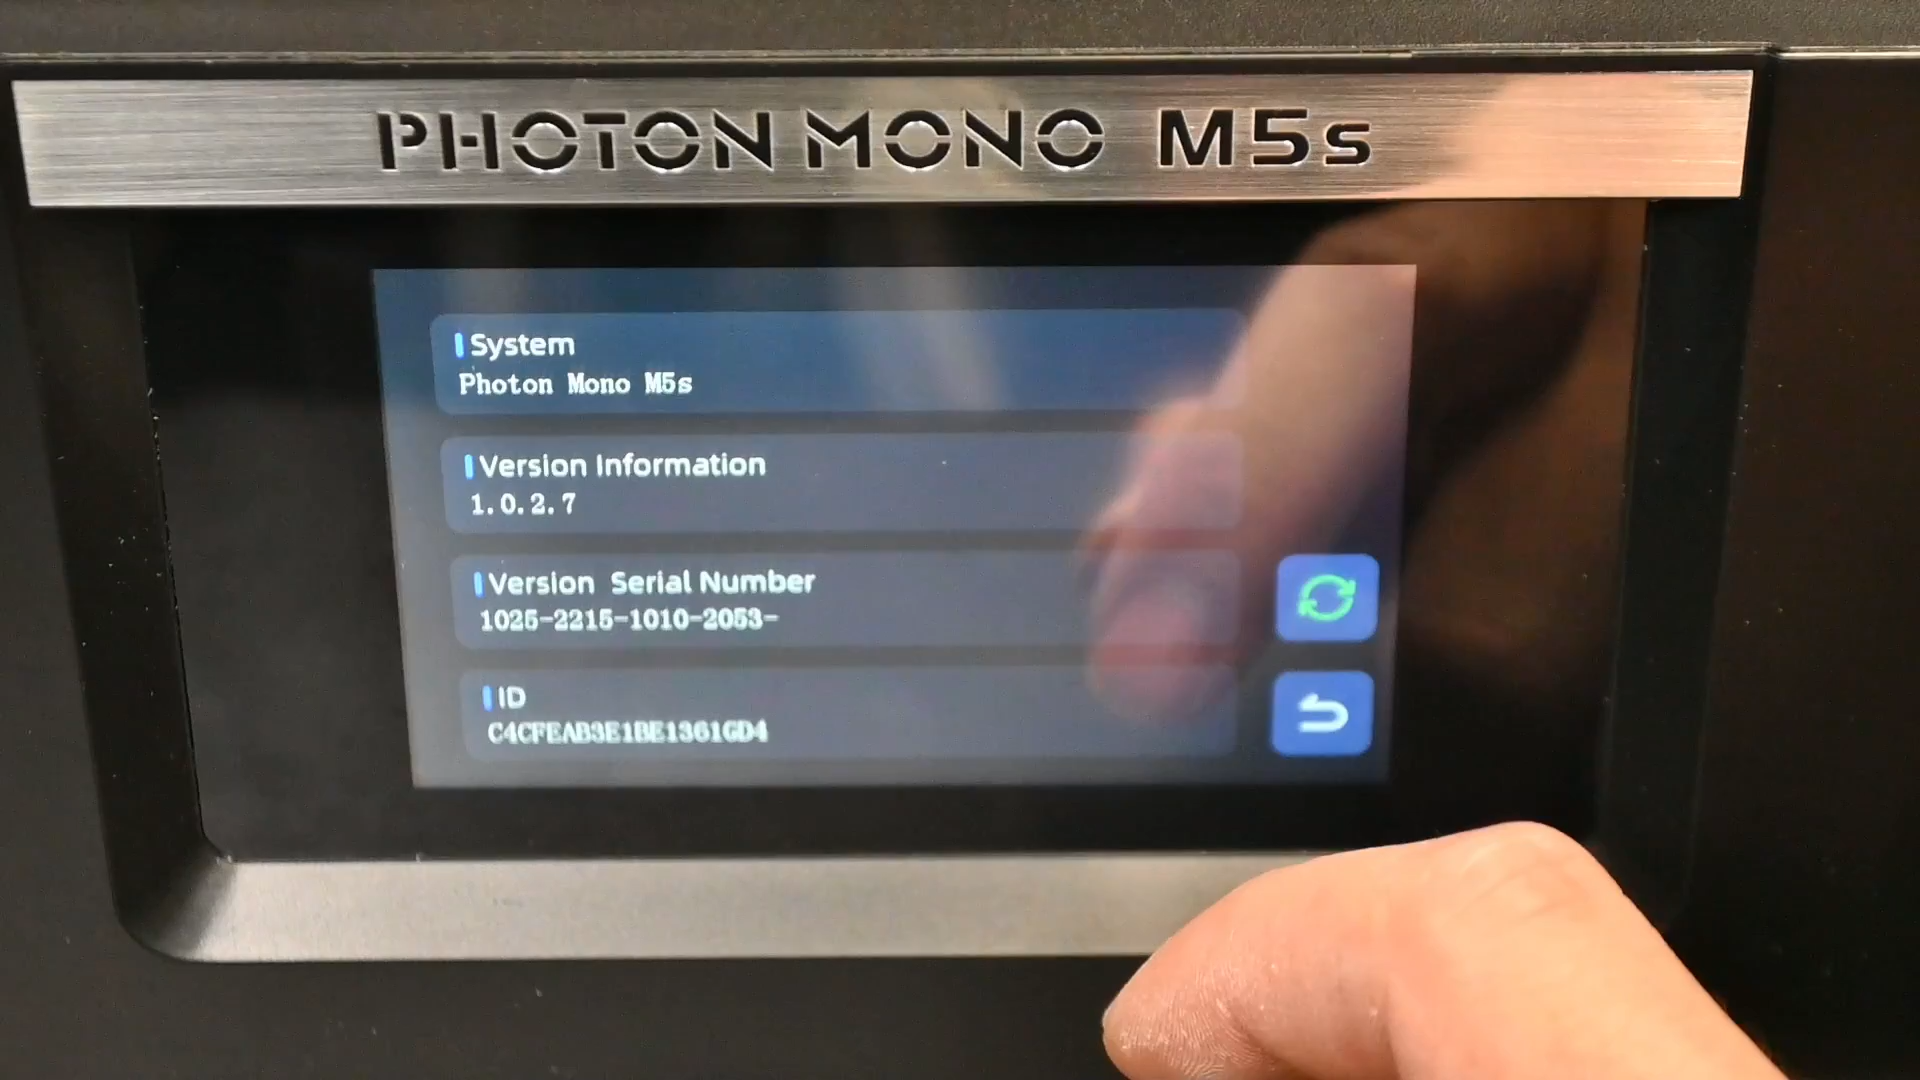 PHOTON MONO M5s
System
Photon Mono M5s
Version Information
1.0.2.7
Version Serial Number
1025-2215-1010-2053-
ID
C4CFEAB3E1BE1361GD4